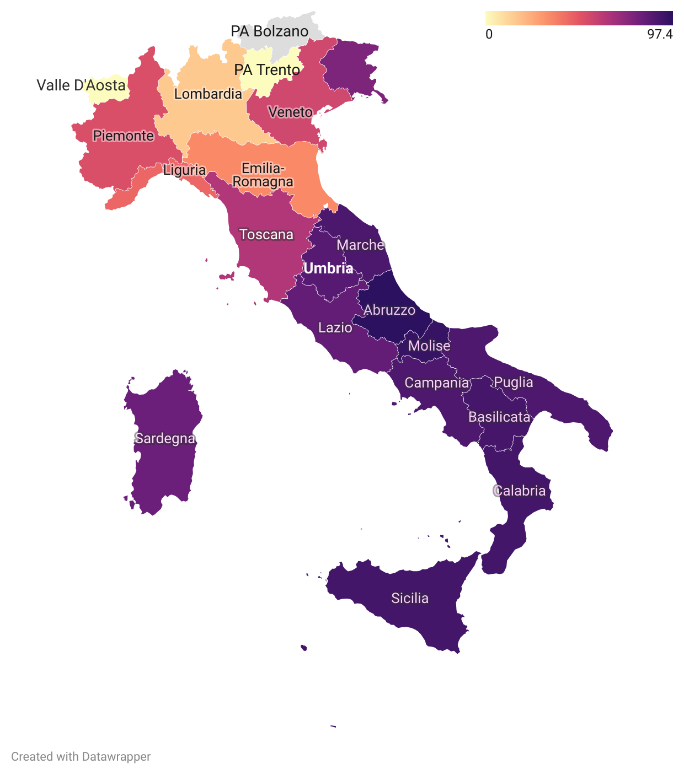 PA Bolzano
0
97.4
PA Trento
Valle D'Aosta
Lombardia
Veneto
Piemonte
Liguria
Emilia-
Romagna
Toscana
Marche
Umbria
Abruzzo
Lazio
Molise
Campania
Puglia
Basilicata
Sardegna
Calabria
Sicilia
Created with Datawrapper